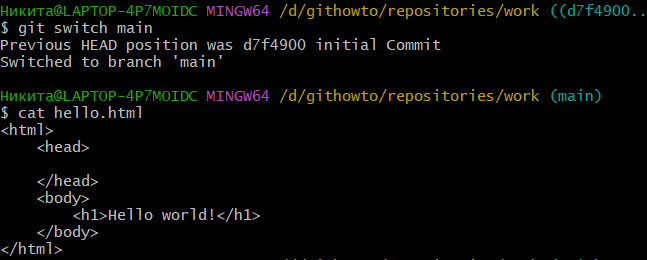 Никита@LAPTOP-4P7MOIDC MINGW64 /d/githowto/repositories/work ((d7f4900..
$ git switch main
Previous HEAD position was d7f4900 initial Commit
Switched to branch 'main'
Никита@LAPTOP-4P7MOIDC MINGW64 /d/githowto/repositories/work (main)
$ cat hello.html
<html>
    <head>
    </head>
    <body>
        <h1>Hello world!</h1>
    </body>
</html>